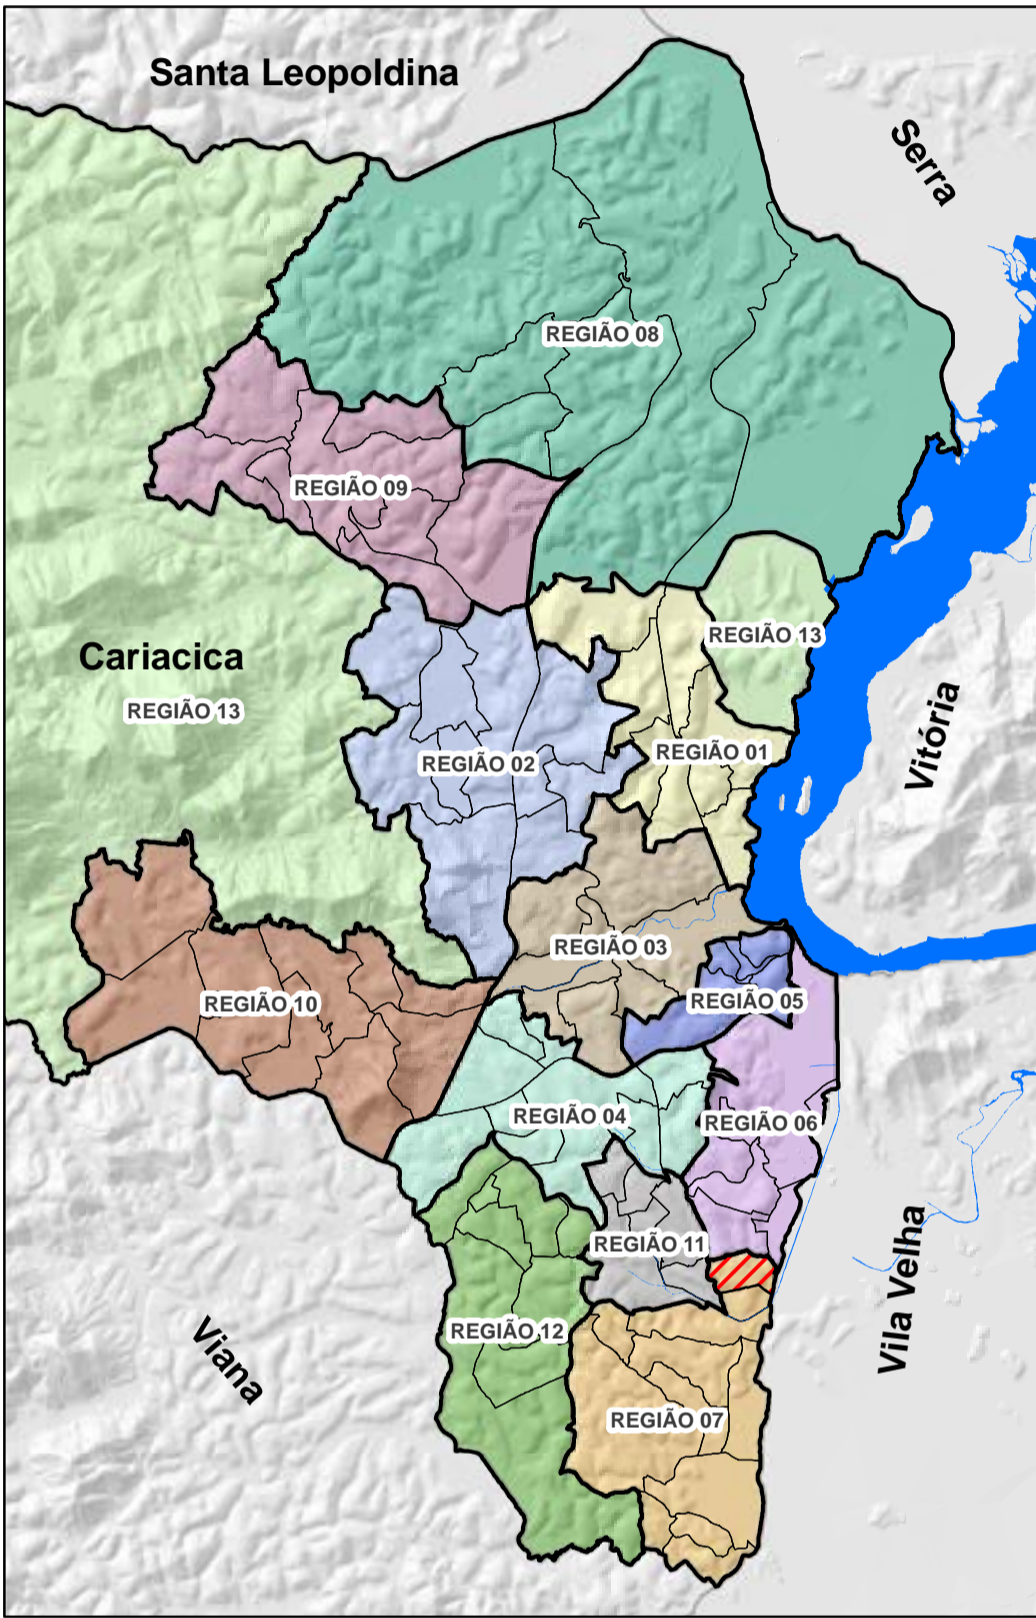 Santa Leopoldina
Serra
REGIÃO 08
REGIÃO 09
REGIÃO 13
Cariacica
REGIÃO 13
Vitória
REGIÃO 01
REGIÃO 02
REGIÃO 03
REGIÃO 05
REGIÃO 10
REGIÃO 04
REGIÃO 06
REGIÃO 11
Vila Velha
REGIÃO 12
Viana
REGIÃO 07